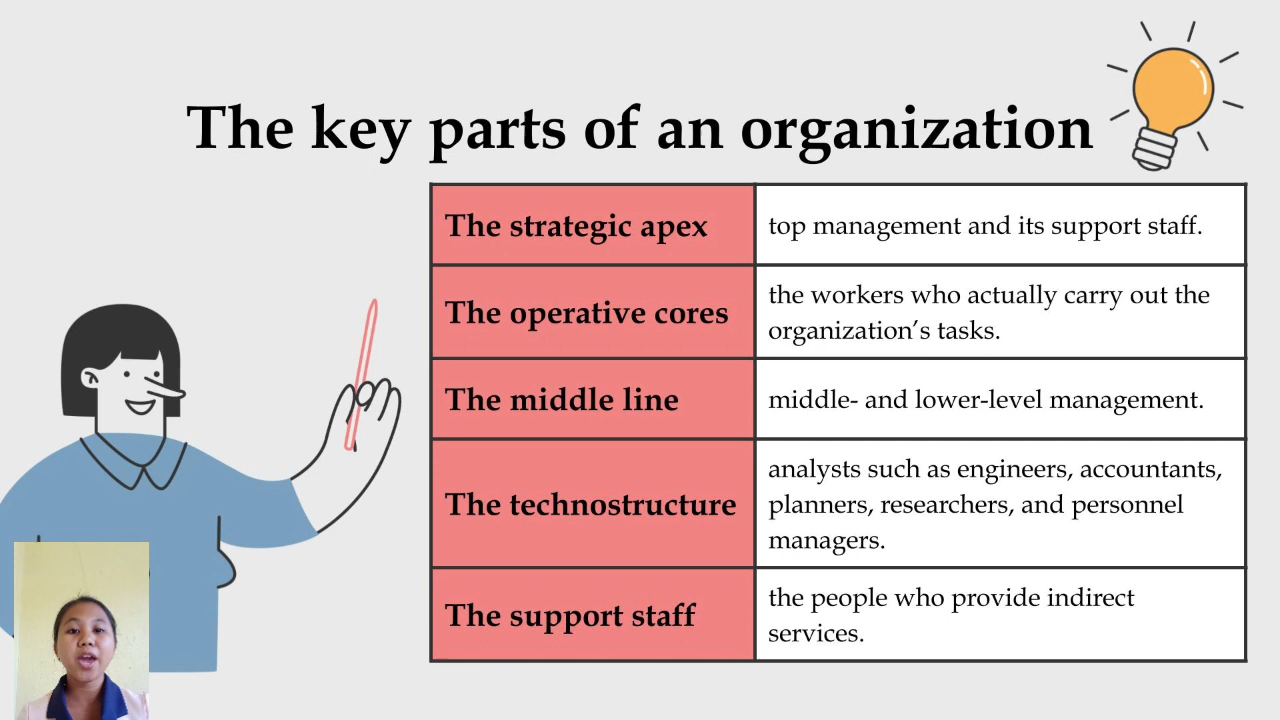 The key parts of an organization
The strategic apex
top management and its support staff.
The operative cores
the workers who actually carry out the
organization’s tasks.
The middle line
middle- and lower-level management.
The technostructure
analysts such as engineers, accountants,
planners, researchers, and personnel
managers.
The support staff
the people who provide indirect
services.